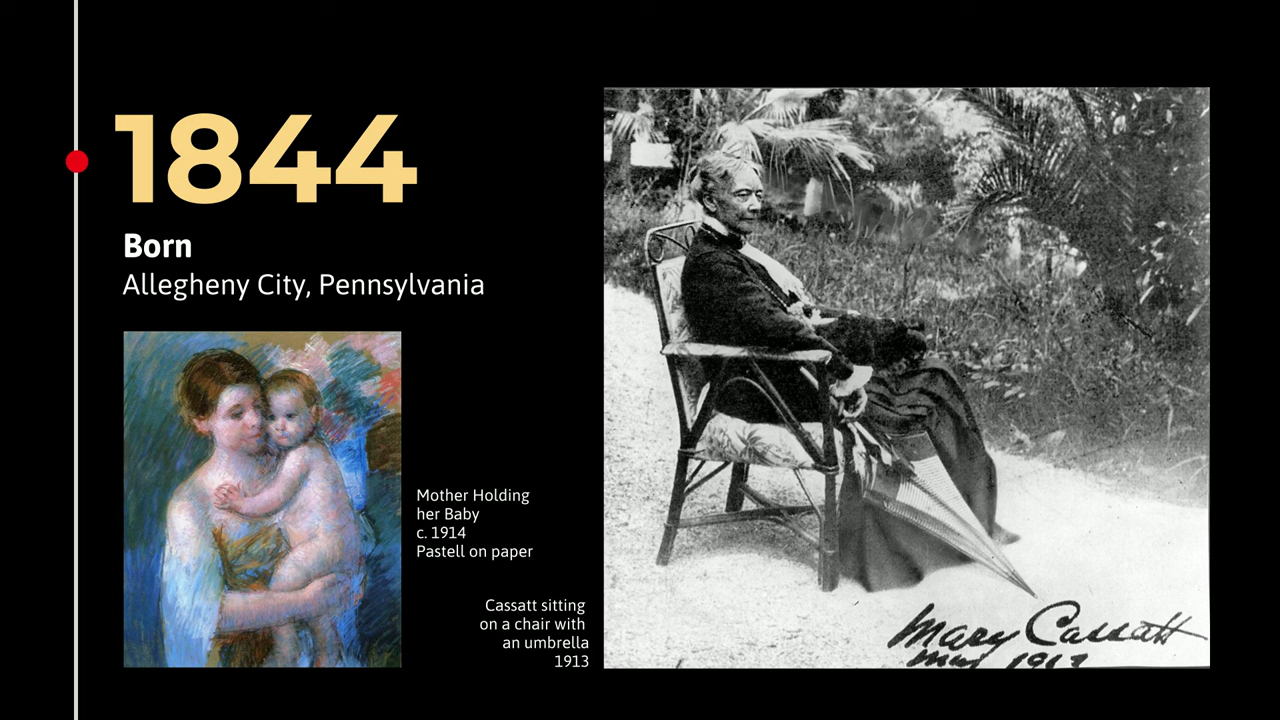 1844
Born
Allegheny City, Pennsylvania
Mother Holding
her Baby
c. 1914
Pastell on paper
Cassatt sitting
on a chair with
an umbrella
1913
Mary Cassatt
1913